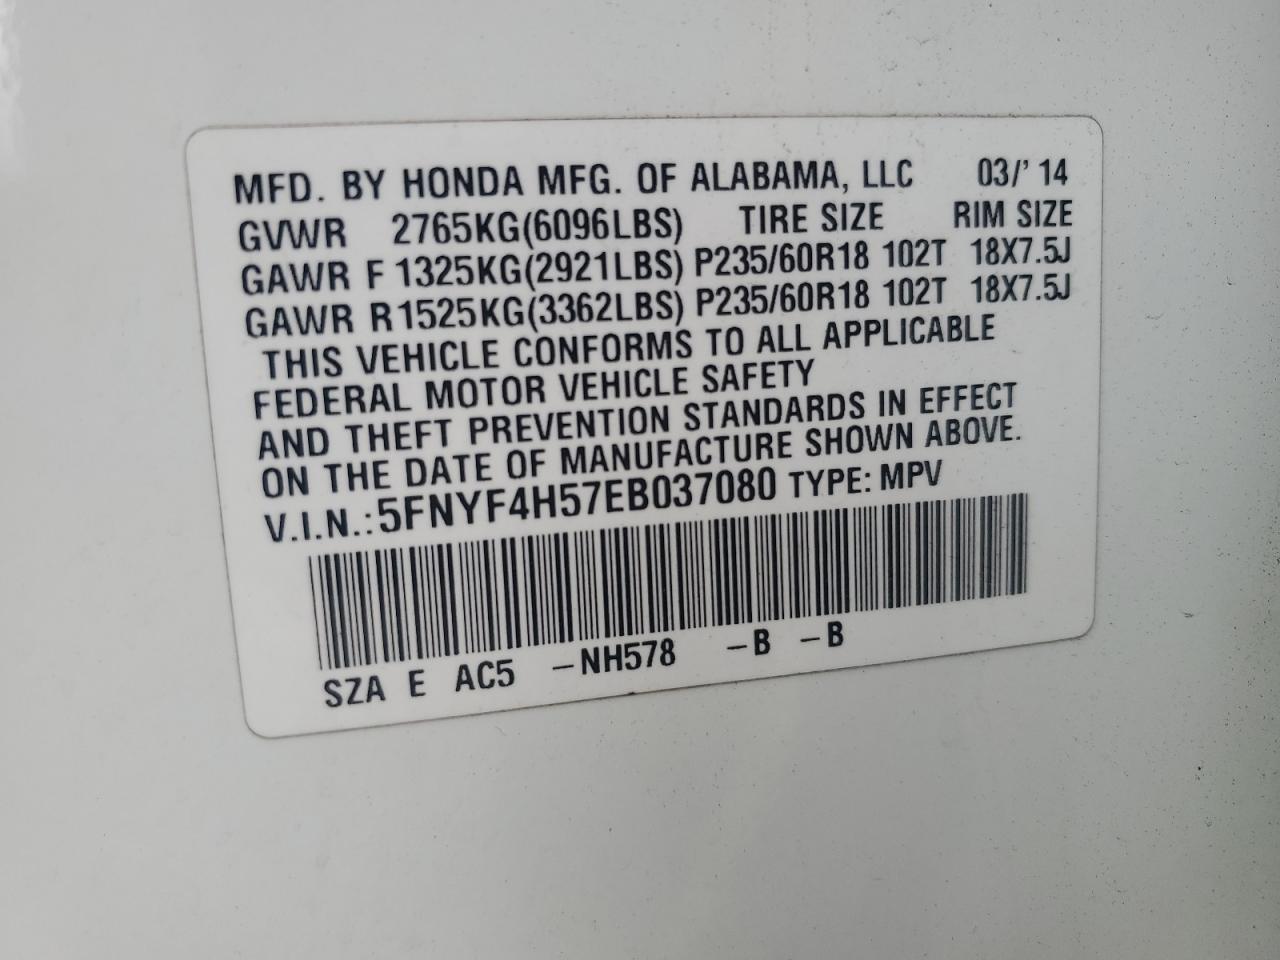 MFD. BY HONDA MFG. OF ALABAMA, LLC 03/' 14
GVWR 2765KG(6096LBS) TIRE SIZE RIM SIZE
GAWR F 1325KG(2921LBS) P235/60R18 102T 18X7.5J
GAWR R1525KG(3362LBS) P235/60R18 102T 18X7.5J
THIS VEHICLE CONFORMS TO ALL APPLICABLE
FEDERAL MOTOR VEHICLE SAFETY
AND THEFT PREVENTION STANDARDS IN EFFECT
ON THE DATE OF MANUFACTURE SHOWN ABOVE.
V.I.N.:5FNYF4H57EB037080 TYPE: MPV
SZA E AC5 –NH578 –B –B